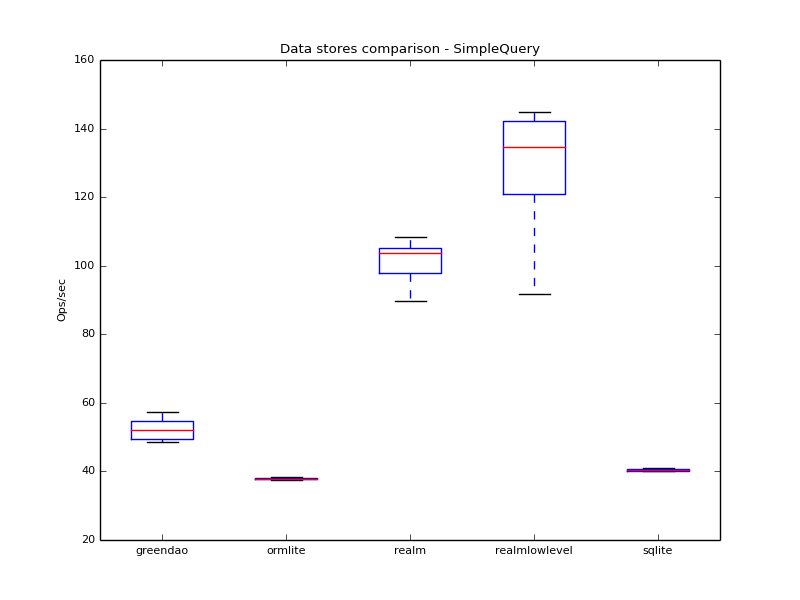 Data stores comparison - SimpleQuery
160
140
120
100
80
60
40
20
Ops/sec
greendao
ormlite
realm
realmlowlevel
sqlite